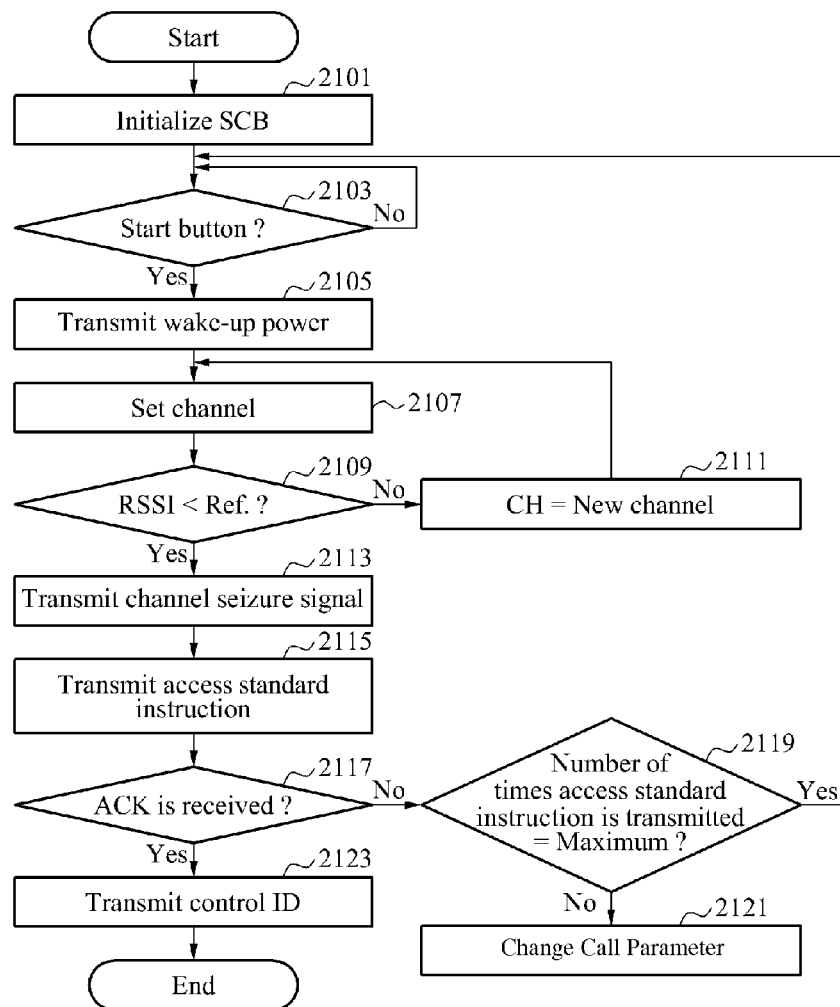 Start
2101
Initialize SCB
2103
Start button ?
No
Yes
2105
Transmit wake-up power
Set channel
2107
2109
RSSI < Ref. ?
No
2111
CH = New channel
Yes
2113
Transmit channel seizure signal
2115
Transmit access standard
instruction
2117
ACK is received ?
No
2119
Number of
times access standard
instruction is transmitted
= Maximum ?
Yes
Yes
2123
Transmit control ID
No
2121
Change Call Parameter
End